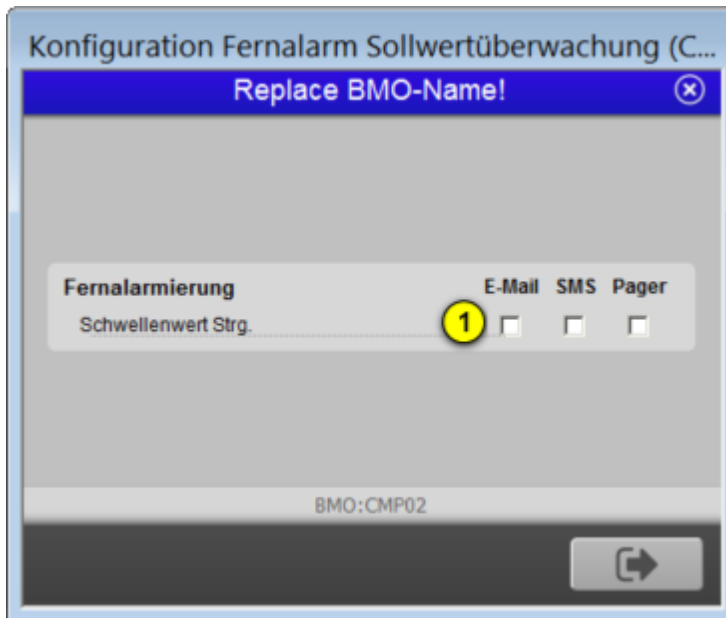 Konfiguration Fernalarm Sollwertüberwachung (C...
Replace BMO-Name!
Fernalarmierung E-Mail SMS Pager
Schwellenwert Strg. 1
BMO:CMP02